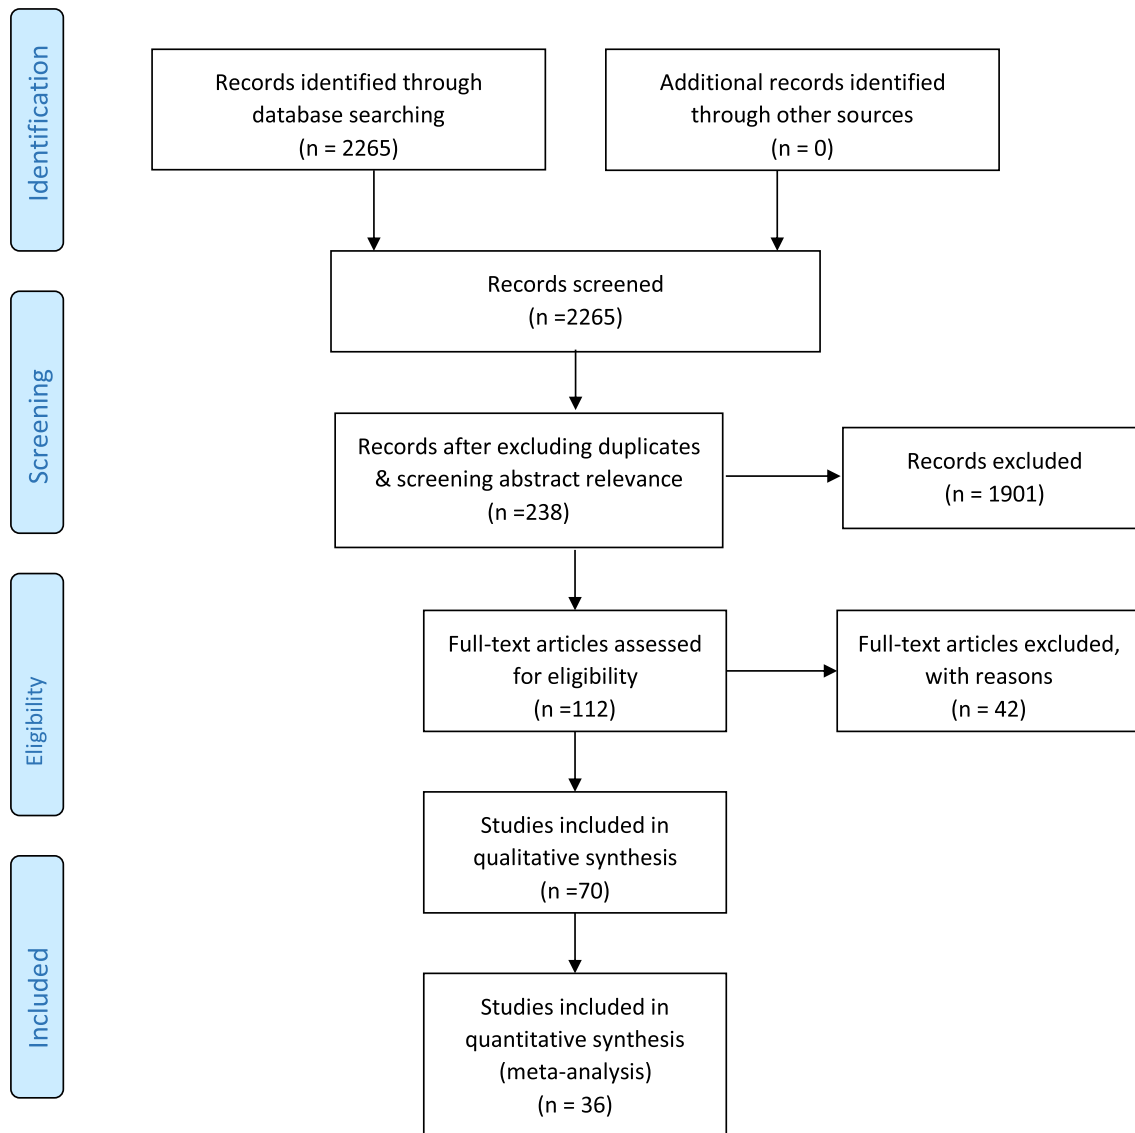 Identification
Records identified through
database searching
(n = 2265)
Additional records identified
through other sources
(n = 0)
Records screened
(n =2265)
Screening
Records after excluding duplicates
& screening abstract relevance
(n =238)
Records excluded
(n = 1901)
Eligibility
Full-text articles assessed
for eligibility
(n =112)
Full-text articles excluded,
with reasons
(n = 42)
Studies included in
qualitative synthesis
(n =70)
Included
Studies included in
quantitative synthesis
(meta-analysis)
(n = 36)